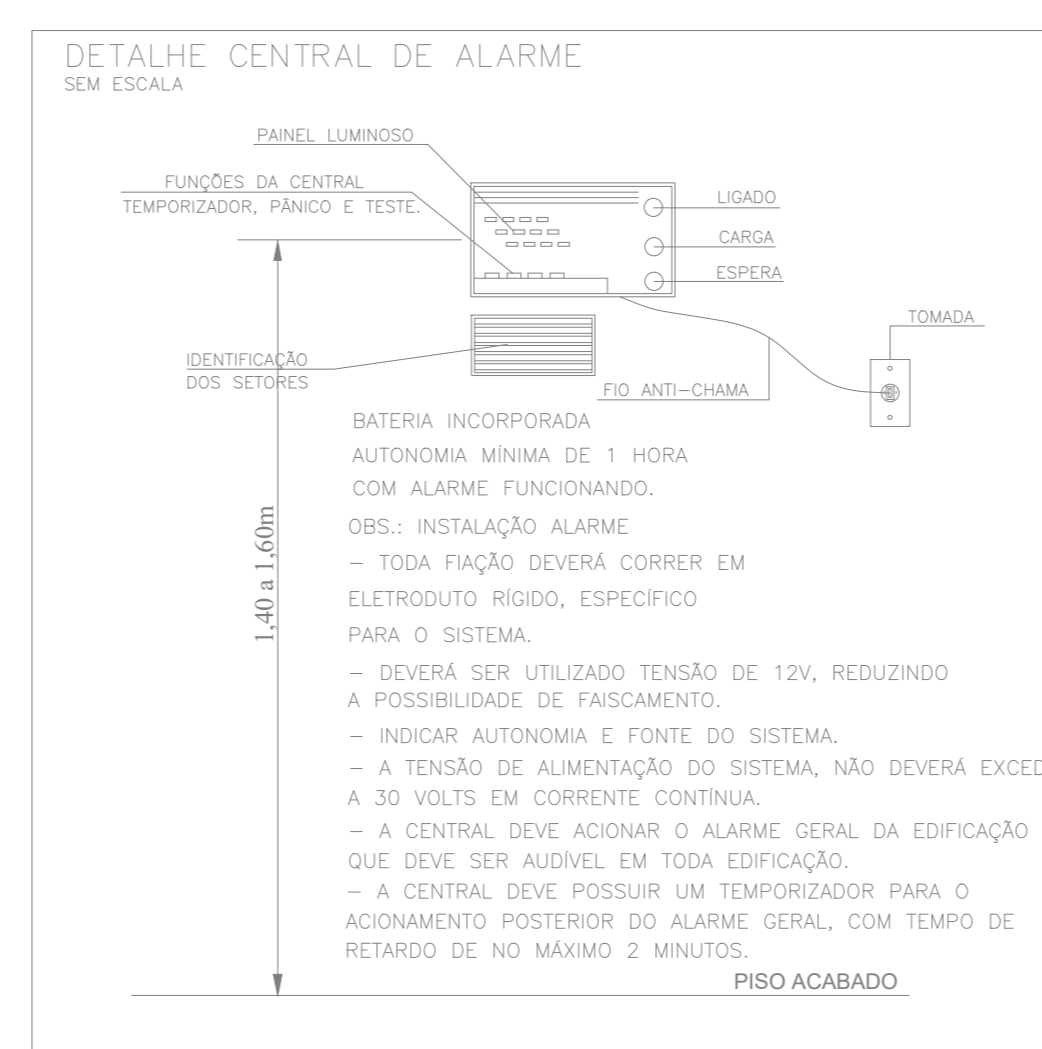 DETALHE CENTRAL DE ALARME
SEM ESCALA
PAINEL LUMINOSO
FUNÇÕES DA CENTRAL
TEMPORIZADOR, PÂNICO E TESTE.
LIGADO
CARGA
ESPERA
TOMADA
IDENTIFICAÇÃO
DOS SETORES
FIO ANTI-CHAMA
BATERIA INCORPORADA
AUTONOMIA MÍNIMA DE 1 HORA
COM ALARME FUNCIONANDO.
1,40 a 1,60m
OBS.: INSTALAÇÃO ALARME
- TODA FIAÇÃO DEVERÁ CORRER EM
ELETRODUTO RÍGIDO, ESPECÍFICO
PARA O SISTEMA.
- DEVERÁ SER UTILIZADO TENSÃO DE 12V, REDUZINDO
A POSSIBILIDADE DE FAISCAMENTO.
- INDICAR AUTONOMIA E FONTE DO SISTEMA.
- A TENSÃO DE ALIMENTAÇÃO DO SISTEMA, NÃO DEVERÁ EXCED
A 30 VOLTS EM CORRENTE CONTÍNUA.
- A CENTRAL DEVE ACIONAR O ALARME GERAL DA EDIFICAÇÃO
QUE DEVE SER AUDÍVEL EM TODA EDIFICAÇÃO.
- A CENTRAL DEVE POSSUIR UM TEMPORIZADOR PARA O
ACIONAMENTO POSTERIOR DO ALARME GERAL, COM TEMPO DE
RETARDO DE NO MÁXIMO 2 MINUTOS.
PISO ACABADO